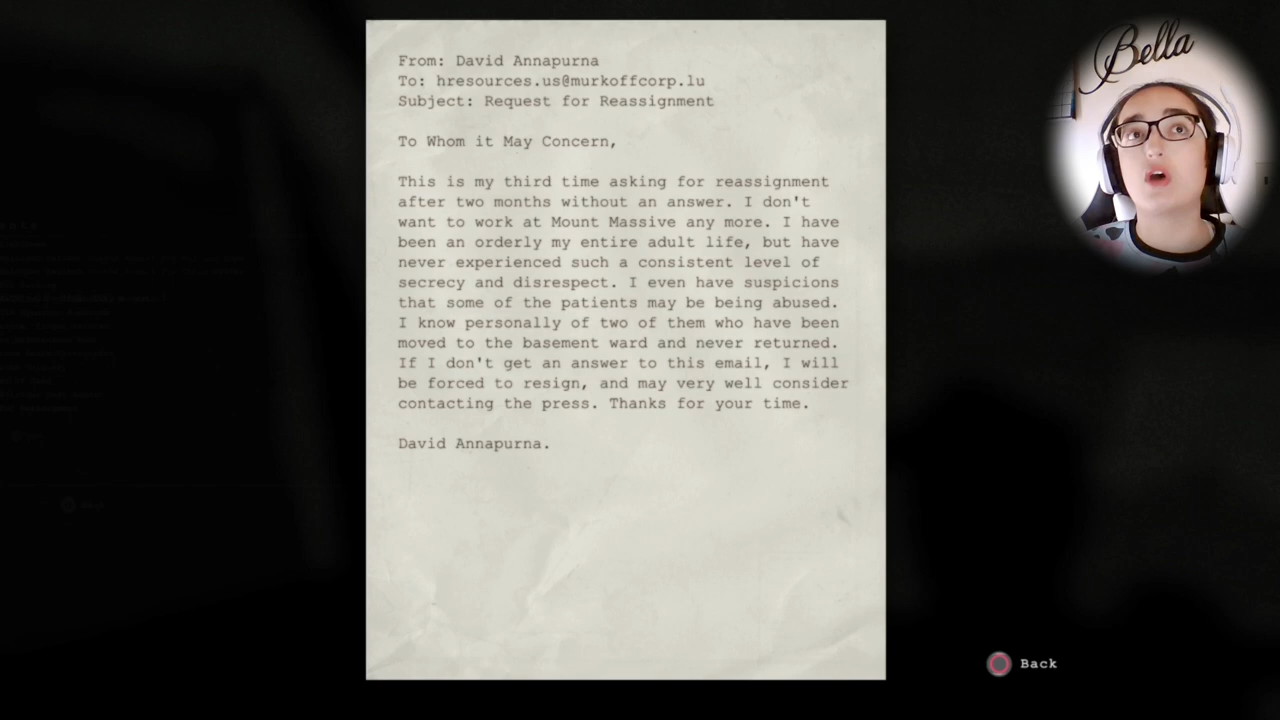 From: David Annapurna
To: hresources.us@murkoffcorp.lu
Subject: Request for Reassignment
To Whom it May Concern,
This is my third time asking for reassignment
after two months without an answer. I don't
want to work at Mount Massive any more. I have
been an orderly my entire adult life, but have
never experienced such a consistent level of
secrecy and disrespect. I even have suspicions
that some of the patients may be being abused.
I know personally of two of them who have been
moved to the basement ward and never returned.
If I don't get an answer to this email, I will
be forced to resign, and may very well consider
contacting the press. Thanks for your time.
David Annapurna.
Bella
Back